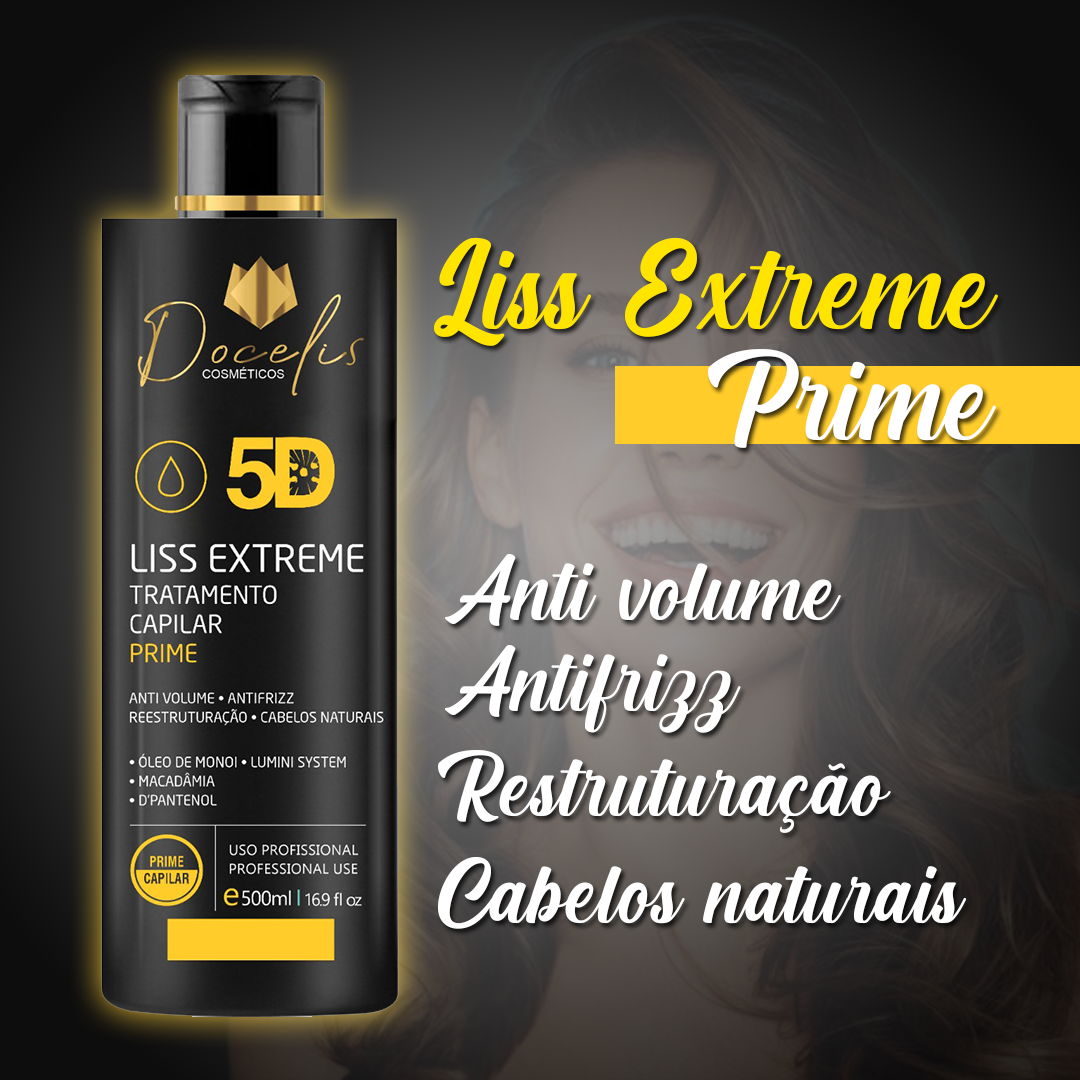 Docelis
COSMÉTICOS
5D
LISS EXTREME
TRATAMENTO
CAPILAR
PRIME
ANTI VOLUME • ANTIFRIZZ
REESTRUTURAÇÃO • CABELOS NATURAIS
• ÓLEO DE MONOI • LUMINI SYSTEM
• MACADÂMIA
• D'PANTENOL
PRIME
CAPILAR
USO PROFISSIONAL
PROFESSIONAL USE
e500ml | 16.9 fl oz
Liss Extreme
Prime
Anti volume
Antifrizz
Restruturação
Cabelos naturais